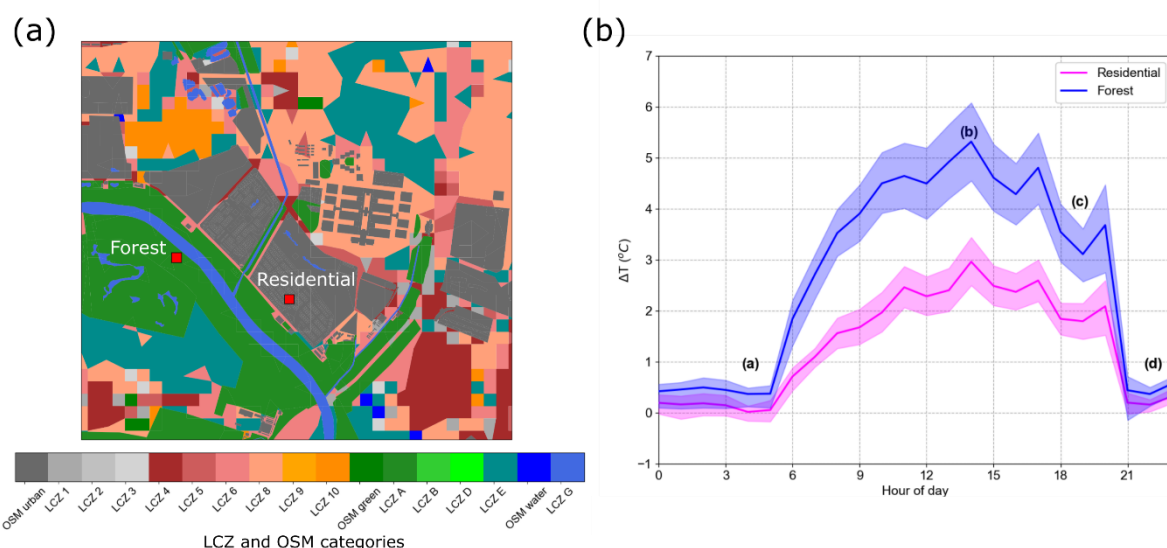 (a)
Forest
Residential
OSM urban
LCZ 1
LCZ 2
LCZ 3
LCZ 4
LCZ 5
LCZ 6
LCZ 8
LCZ 9
LCZ 10
OSM green
LCZ A
LCZ B
LCZ D
LCZ E
OSM water
LCZ G
LCZ and OSM categories
(b)
Residential
Forest
7
6
5
4
3
2
1
0
−1
ΔT (°C)
(a)
(b)
(c)
(d)
0 3 6 9 12 15 18 21
Hour of day